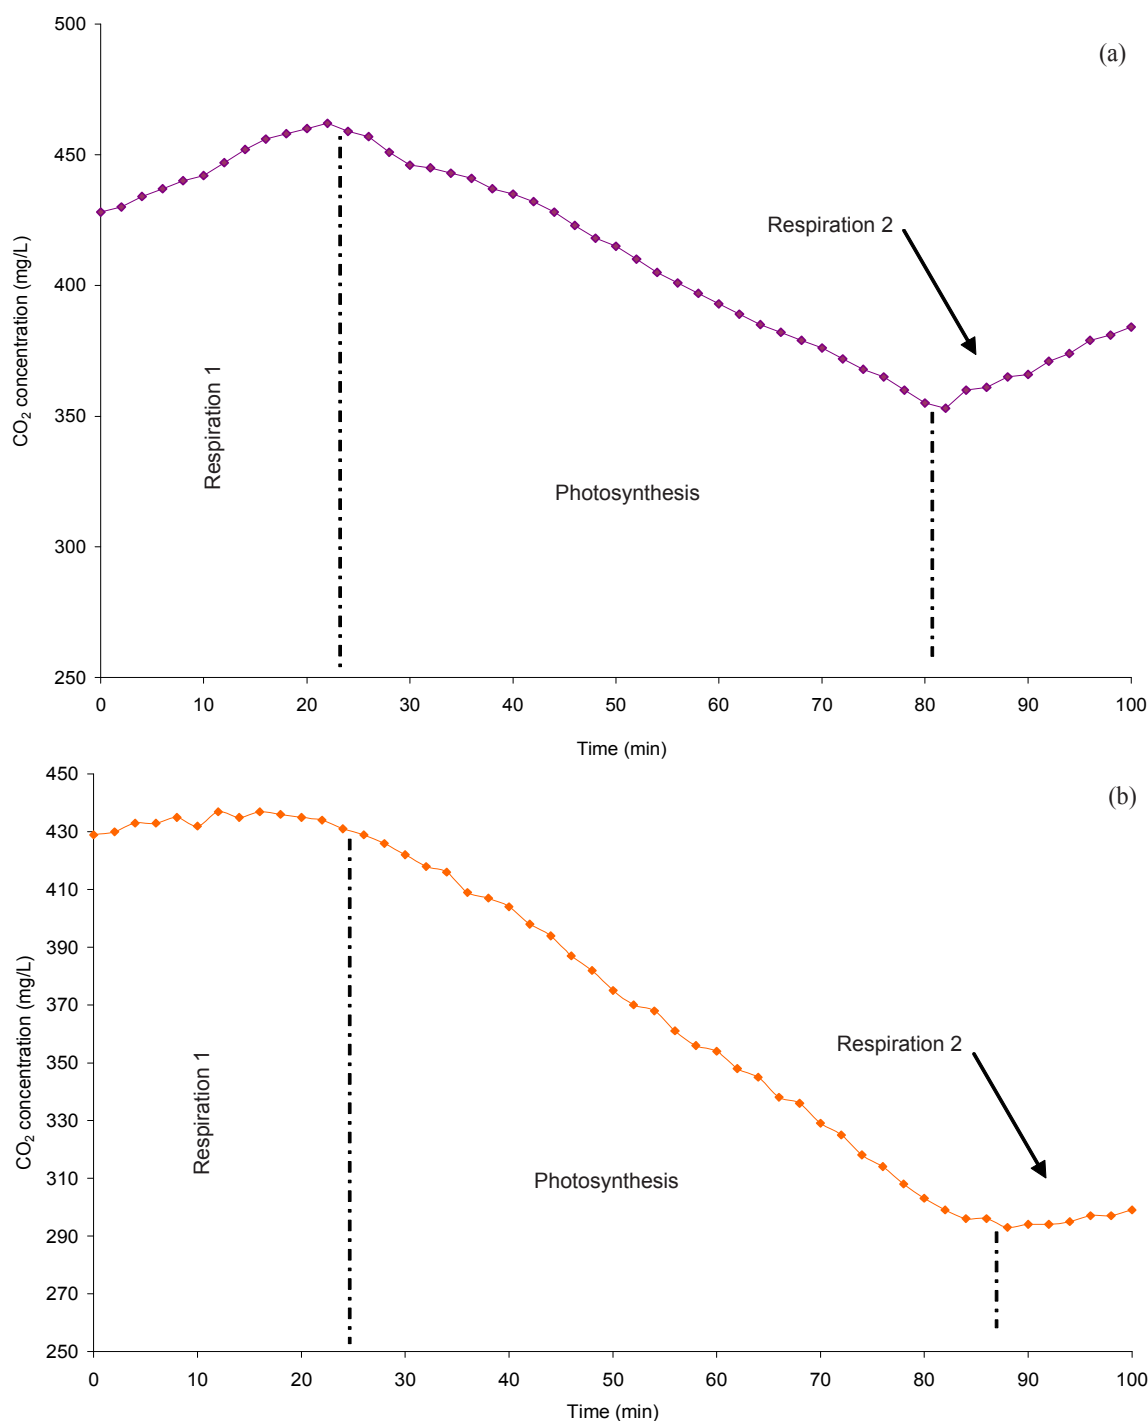 (a)
500
450
400
350
300
250
CO₂ concentration (mg/L)
Respiration 1
Photosynthesis
Respiration 2
0 10 20 30 40 50 60 70 80 90 100
Time (min)
(b)
450
430
410
390
370
350
330
310
290
270
250
CO₂ concentration (mg/L)
Respiration 1
Photosynthesis
Respiration 2
0 10 20 30 40 50 60 70 80 90 100
Time (min)